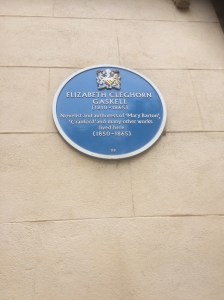 ELIZABETH CLEGHORN
GASKELL
(1810-1865)
Novelist and authoress of 'Mary Barton',
'Cranford' and many other works
lived here
(1850-1865)